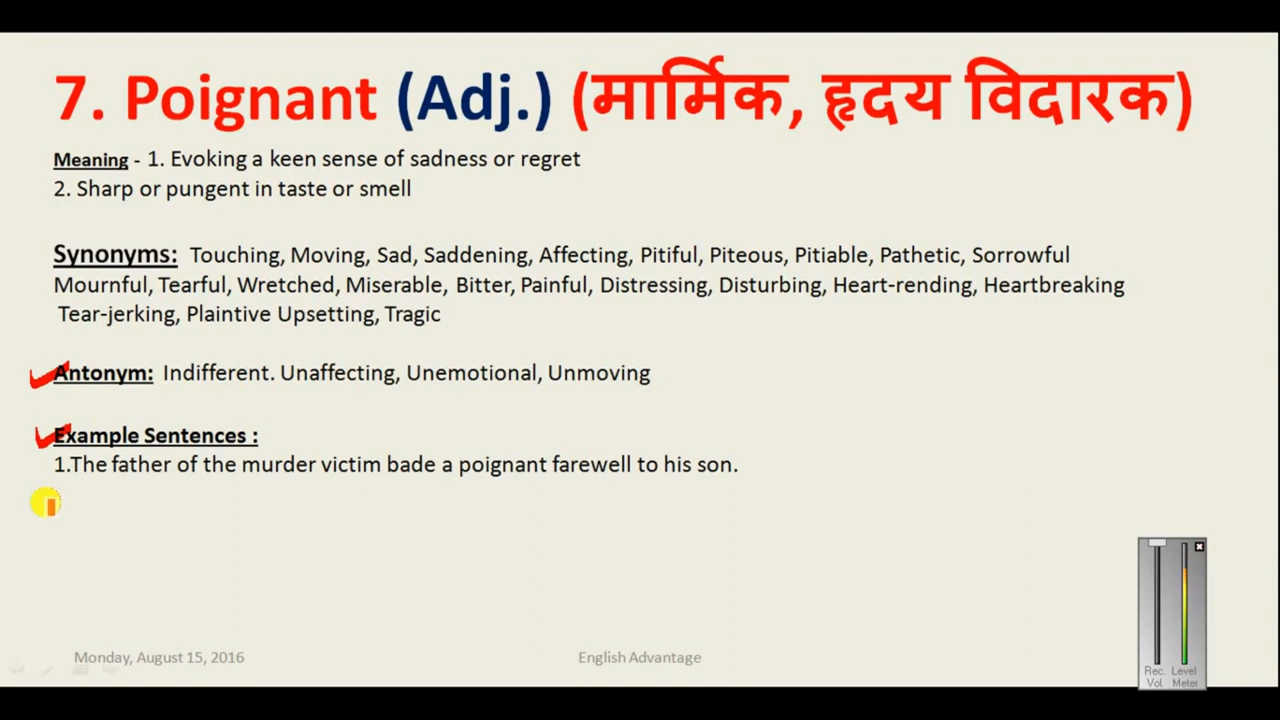 7. Poignant (Adj.) (मार्मिक, हृदय विदारक)
Meaning - 1. Evoking a keen sense of sadness or regret
2. Sharp or pungent in taste or smell
Synonyms: Touching, Moving, Sad, Saddening, Affecting, Pitiful, Piteous, Pitiable, Pathetic, Sorrowful
Mournful, Tearful, Wretched, Miserable, Bitter, Painful, Distressing, Disturbing, Heart-rending, Heartbreaking
Tear-jerking, Plaintive Upsetting, Tragic
Antonym: Indifferent. Unaffecting, Unemotional, Unmoving
Example Sentences :
1.The father of the murder victim bade a poignant farewell to his son.
Monday, August 15, 2016
English Advantage
Rec. Level
Vol. Meter